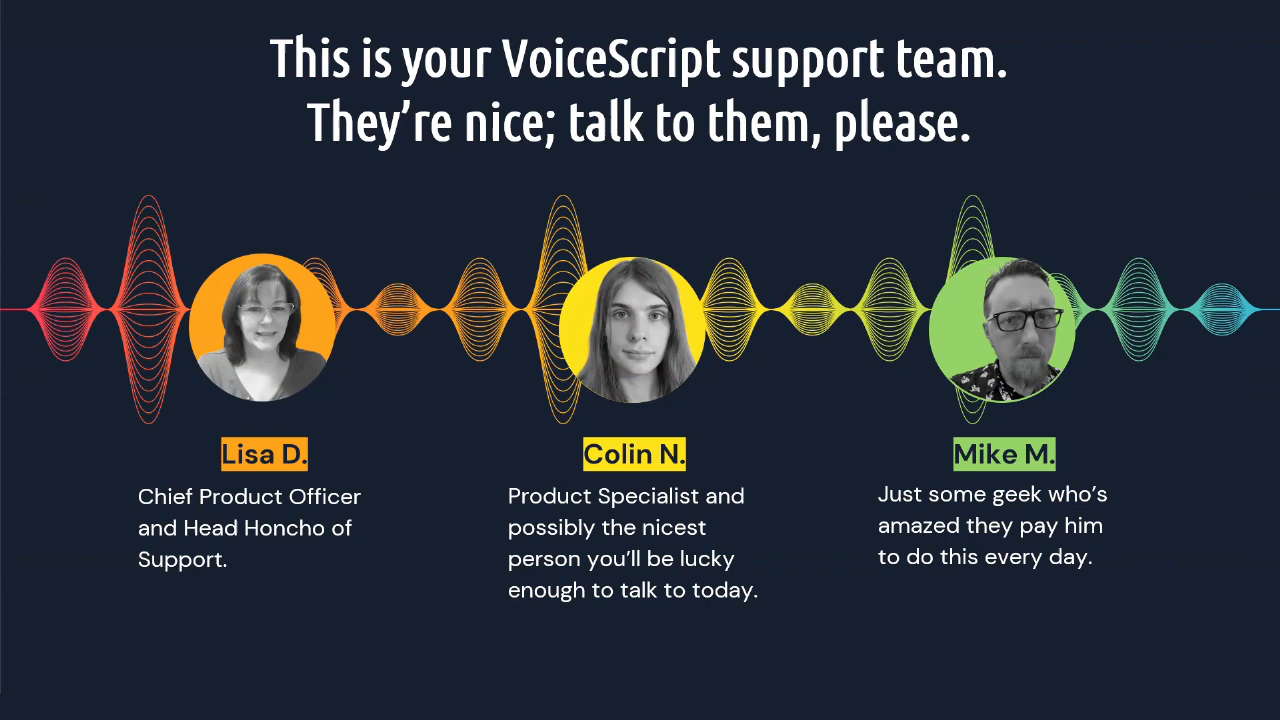 This is your VoiceScript support team.
They’re nice; talk to them, please.
Lisa D.
Chief Product Officer
and Head Honcho of
Support.
Colin N.
Product Specialist and
possibly the nicest
person you’ll be lucky
enough to talk to today.
Mike M.
Just some geek who’s
amazed they pay him
to do this every day.